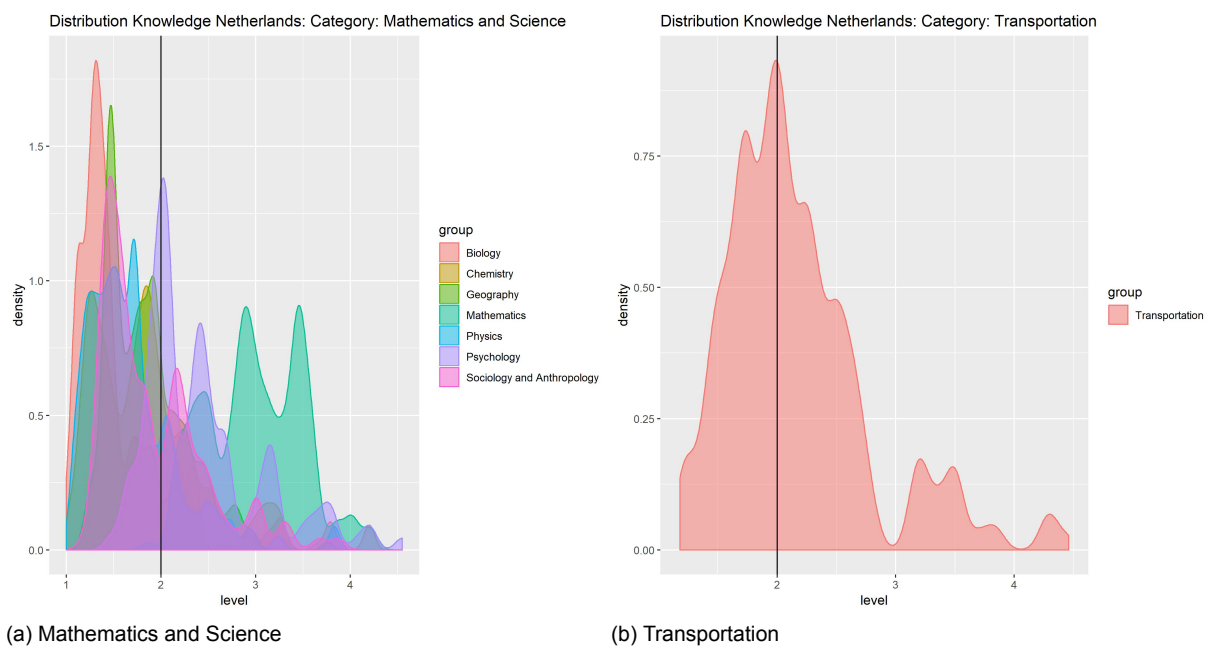 Distribution Knowledge Netherlands: Category: Mathematics and Science
density
1.5
1.0
0.5
0.0
1 2 3 4
level
group
Biology
Chemistry
Geography
Mathematics
Physics
Psychology
Sociology and Anthropology
(a) Mathematics and Science
Distribution Knowledge Netherlands: Category: Transportation
density
0.75
0.50
0.25
0.00
2 3 4
level
group
Transportation
(b) Transportation